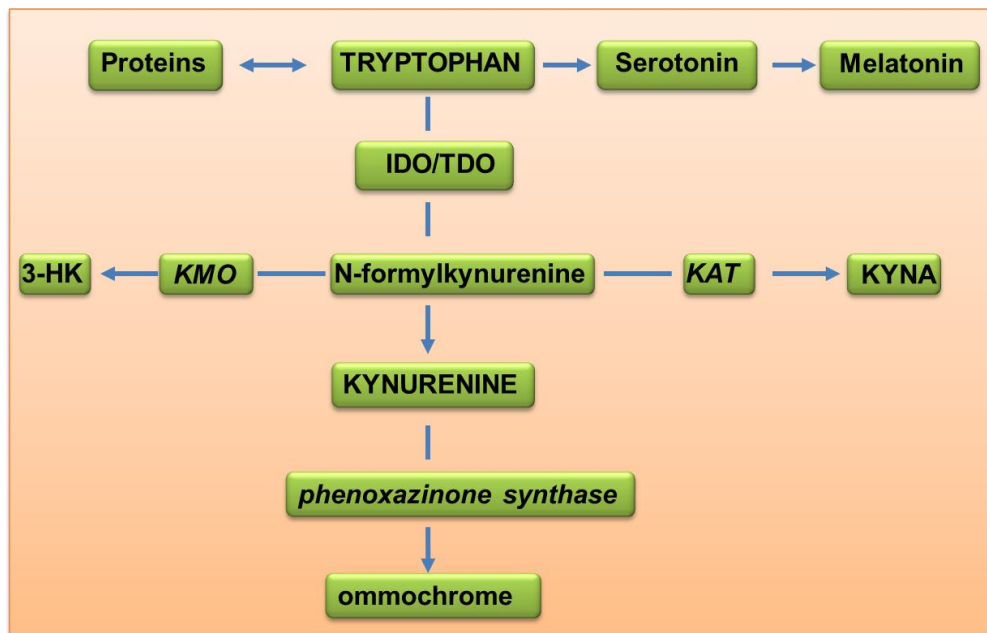 Proteins TRYPTOPHAN Serotonin Melatonin
IDO/TDO
3-HK KMO N-formylkynurenine KAT KYNA
KYNURENINE
phenoxazinone synthase
ommochrome